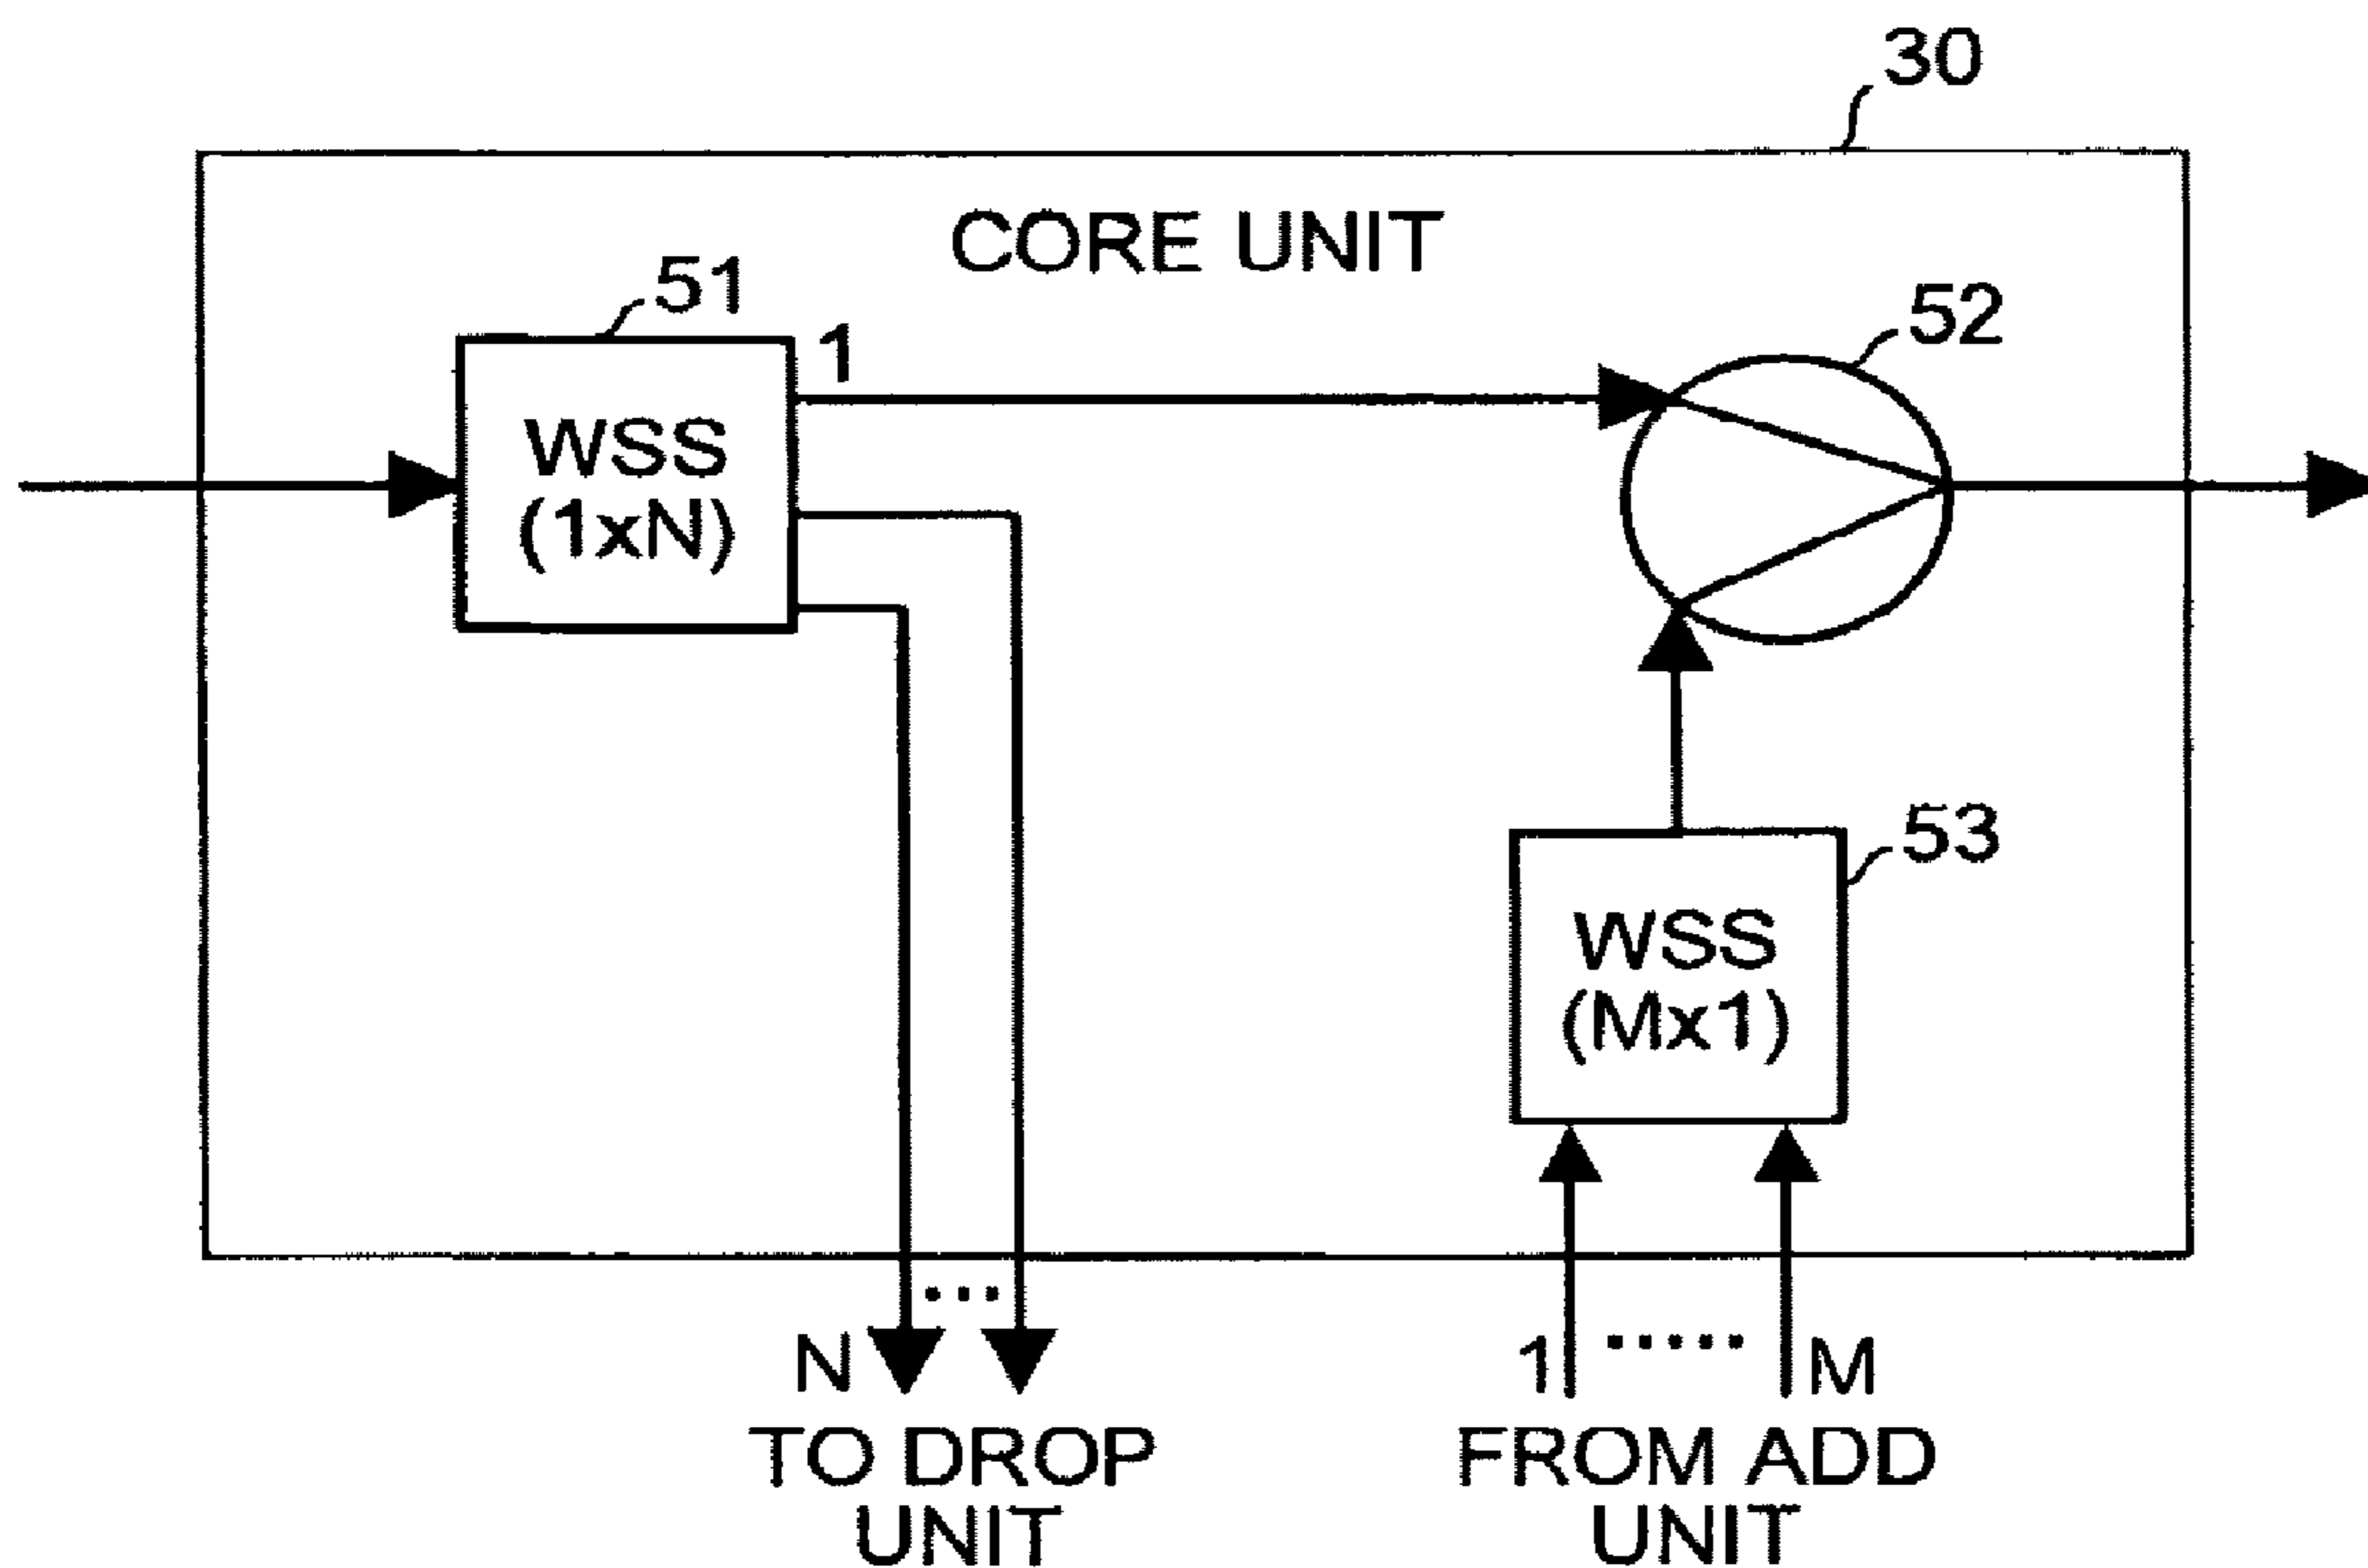 30
CORE UNIT
51
52
1
WSS
(1xN)
53
WSS
(Mx1)
N ...
1 ..... M
TO DROP
UNIT
FROM ADD
UNIT